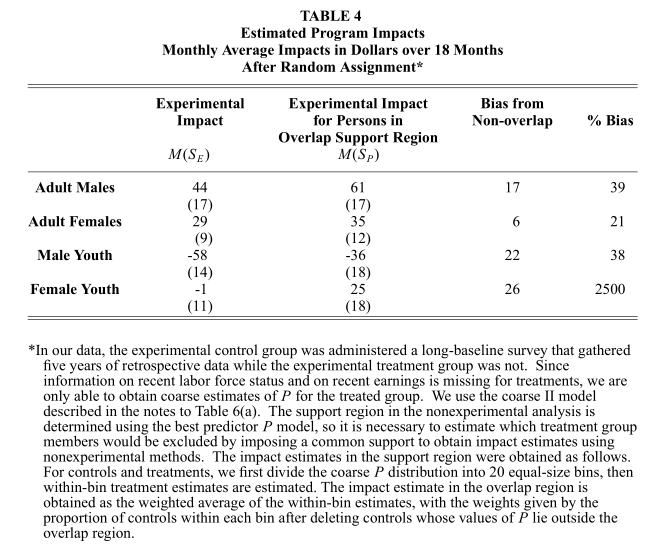 TABLE 4
Estimated Program Impacts
Monthly Average Impacts in Dollars over 18 Months
After Random Assignment*
Experimental Impact Experimental Impact for Persons in Overlap Support Region Bias from Non-overlap % Bias
M(S_E) M(S_P)
Adult Males 44 61 17 39
(17) (17)
Adult Females 29 35 6 21
(9) (12)
Male Youth -58 -36 22 38
(14) (18)
Female Youth -1 25 26 2500
(11) (18)
*In our data, the experimental control group was administered a long-baseline survey that gathered
five years of retrospective data while the experimental treatment group was not. Since
information on recent labor force status and on recent earnings is missing for treatments, we are
only able to obtain coarse estimates of P for the treated group. We use the coarse II model
described in the notes to Table 6(a). The support region in the nonexperimental analysis is
determined using the best predictor P model, so it is necessary to estimate which treatment group
members would be excluded by imposing a common support to obtain impact estimates using
nonexperimental methods. The impact estimates in the support region were obtained as follows.
For controls and treatments, we first divide the coarse P distribution into 20 equal-size bins, then
within-bin treatment estimates are estimated. The impact estimate in the overlap region is
obtained as the weighted average of the within-bin estimates, with the weights given by the
proportion of controls within each bin after deleting controls whose values of P lie outside the
overlap region.